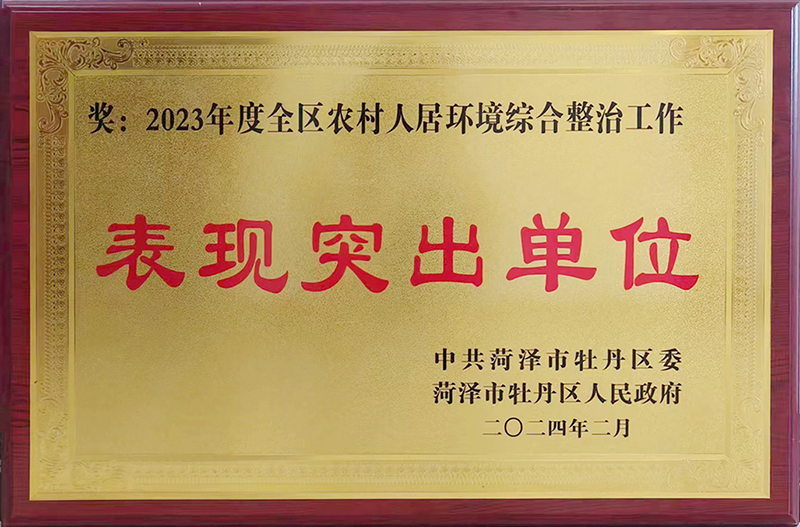 奖：2023年度全区农村人居环境综合整治工作
表现突出单位
中共菏泽市牡丹区委
菏泽市牡丹区人民政府
二〇二四年二月